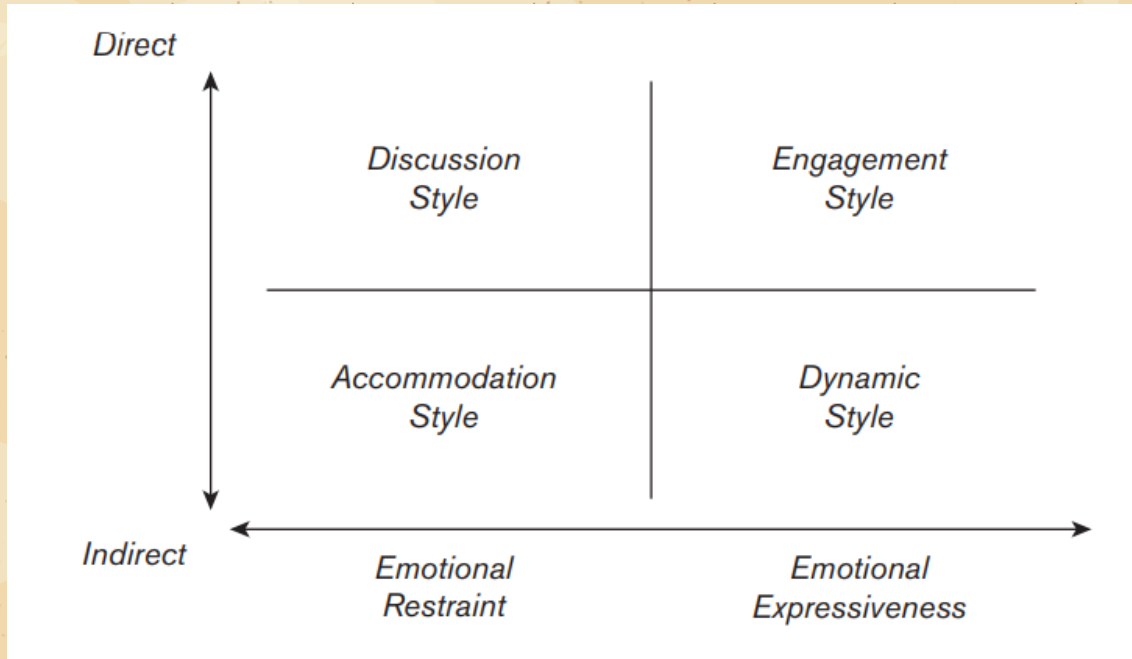 Direct
Discussion
Style
Engagement
Style
Accommodation
Style
Dynamic
Style
Indirect
Emotional
Restraint
Emotional
Expressiveness